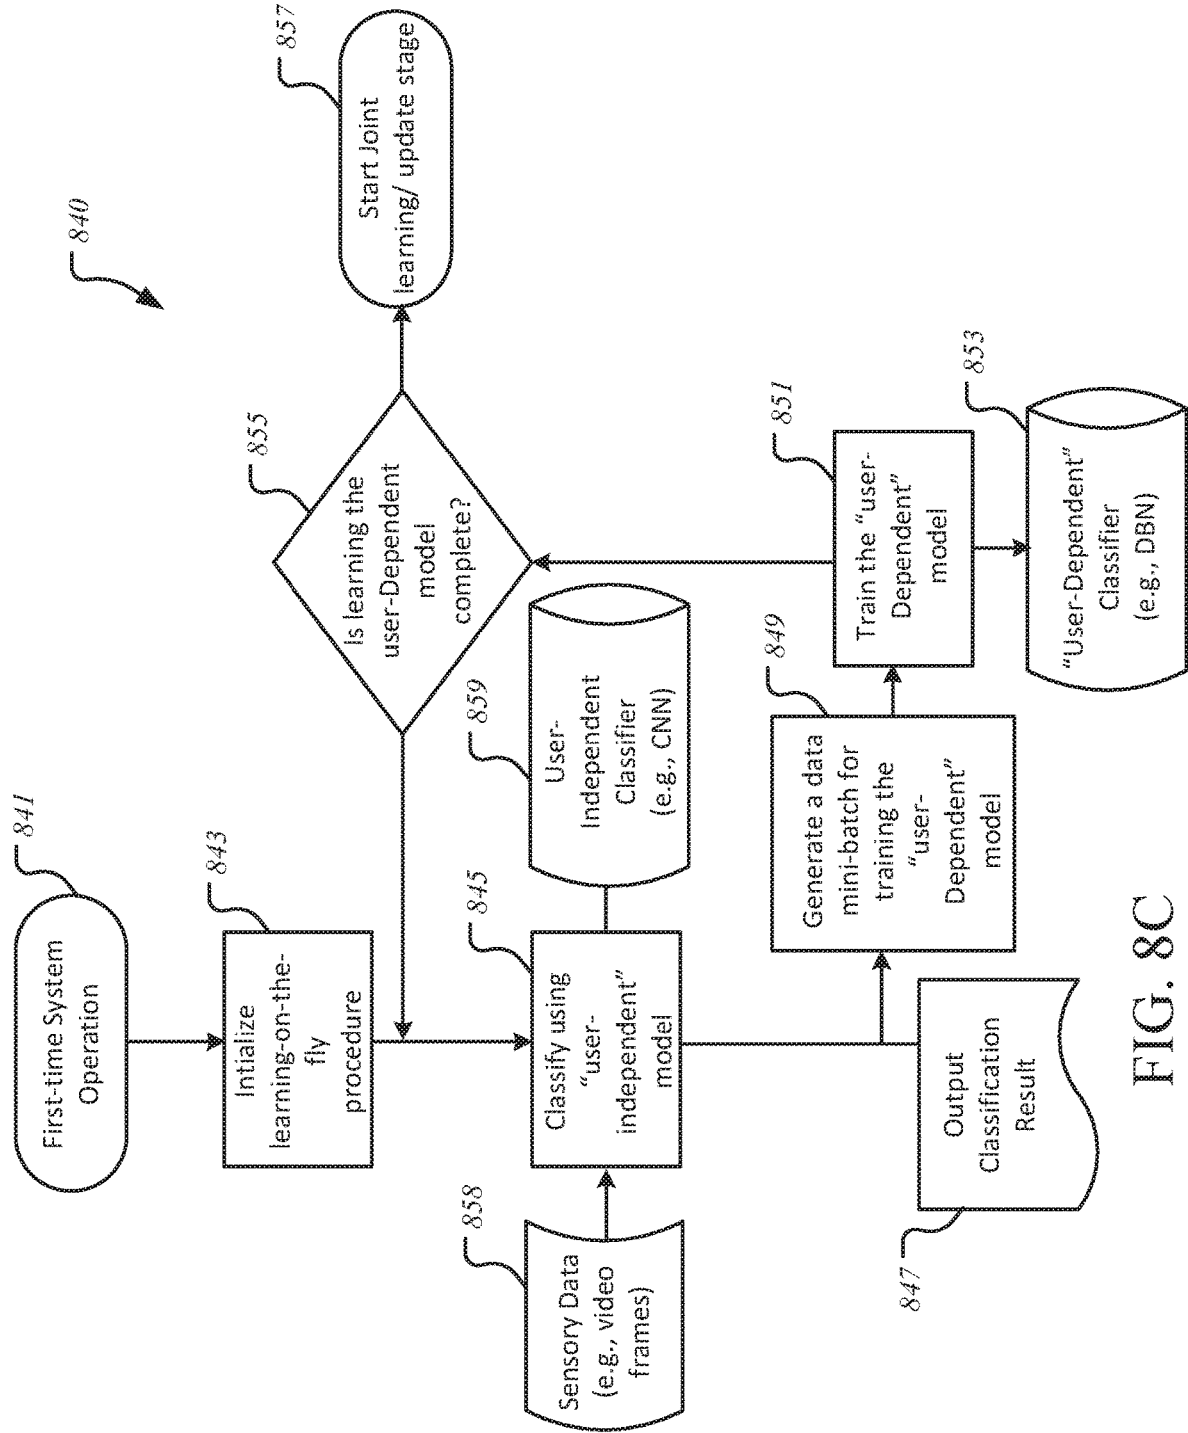 840
841
First-time System
Operation
843
Intialize
learning-on-the-
fly
procedure
858
Sensory Data
(e.g., video
frames)
845
Classify using
“user-
independent”
model
859
User-
Independent
Classifier
(e.g., CNN)
855
Is learning the
user-Dependent
model
complete?
857
Start Joint
learning/ update stage
847
Output
Classification
Result
849
Generate a data
mini-batch for
training the
“user-
Dependent”
model
851
Train the “user-
Dependent”
model
853
“User-Dependent”
Classifier
(e.g., DBN)
FIG. 8C